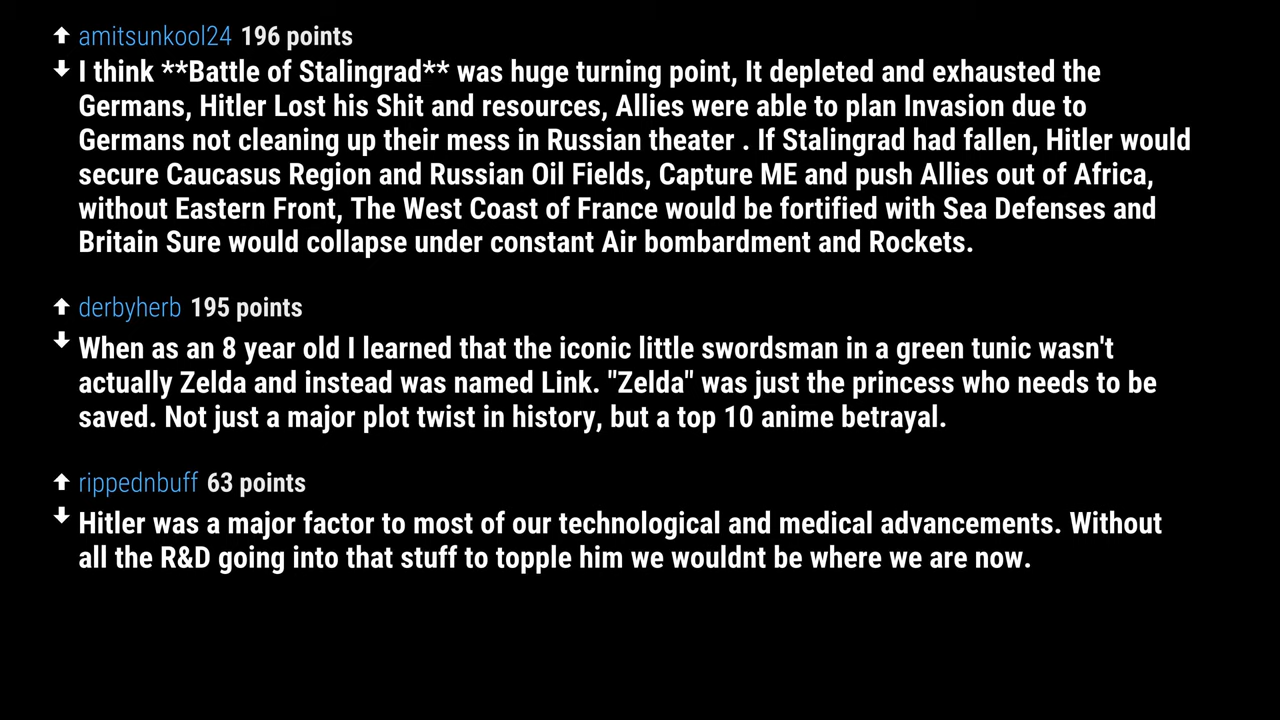 amitsunkool24 196 points
I think **Battle of Stalingrad** was huge turning point, It depleted and exhausted the
Germans, Hitler Lost his Shit and resources, Allies were able to plan Invasion due to
Germans not cleaning up their mess in Russian theater . If Stalingrad had fallen, Hitler would
secure Caucasus Region and Russian Oil Fields, Capture ME and push Allies out of Africa,
without Eastern Front, The West Coast of France would be fortified with Sea Defenses and
Britain Sure would collapse under constant Air bombardment and Rockets.
derbyherb 195 points
When as an 8 year old I learned that the iconic little swordsman in a green tunic wasn't
actually Zelda and instead was named Link. "Zelda" was just the princess who needs to be
saved. Not just a major plot twist in history, but a top 10 anime betrayal.
rippednbuff 63 points
Hitler was a major factor to most of our technological and medical advancements. Without
all the R&D going into that stuff to topple him we wouldnt be where we are now.